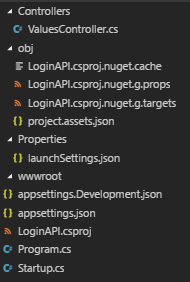 Controllers
ValuesController.cs
obj
LoginAPI.csproj.nuget.cache
LoginAPI.csproj.nuget.g.props
LoginAPI.csproj.nuget.g.targets
project.assets.json
Properties
launchSettings.json
wwwroot
appsettings.Development.json
appsettings.json
LoginAPI.csproj
Program.cs
Startup.cs